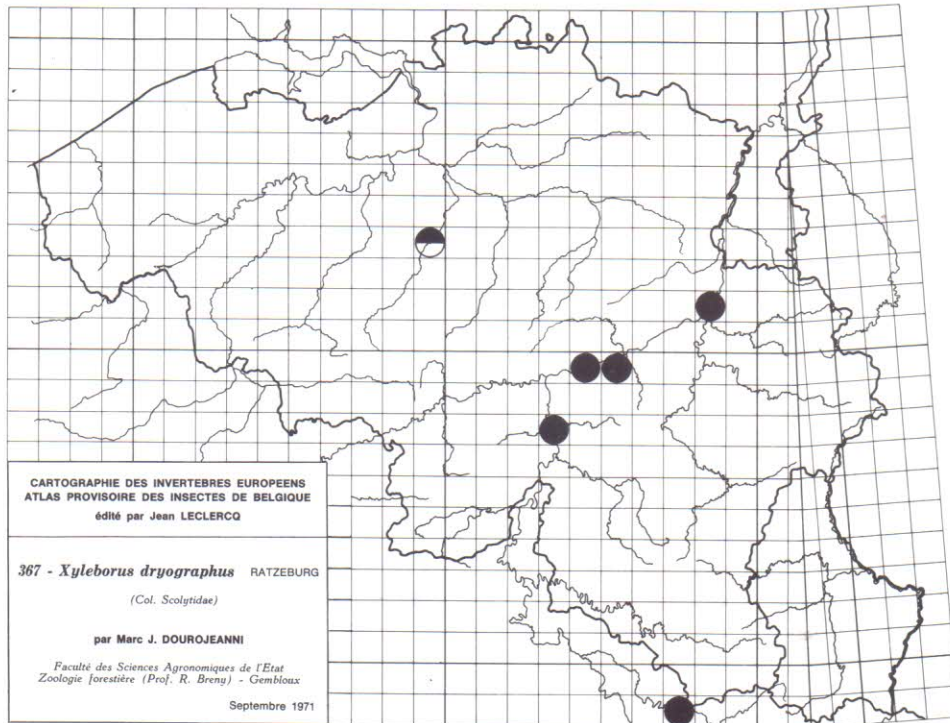 CARTOGRAPHIE DES INVERTEBRES EUROPEENS
ATLAS PROVISOIRE DES INSECTES DE BELGIQUE
édité par Jean LECLERCQ
367 - Xyleborus dryographus RATZEBURG
(Col. Scolytidae)
par Marc J. DOUROJEANNI
Faculté des Sciences Agronomiques de l'Etat
Zoologie forestière (Prof. R. Breny) - Gembloux
Septembre 1971